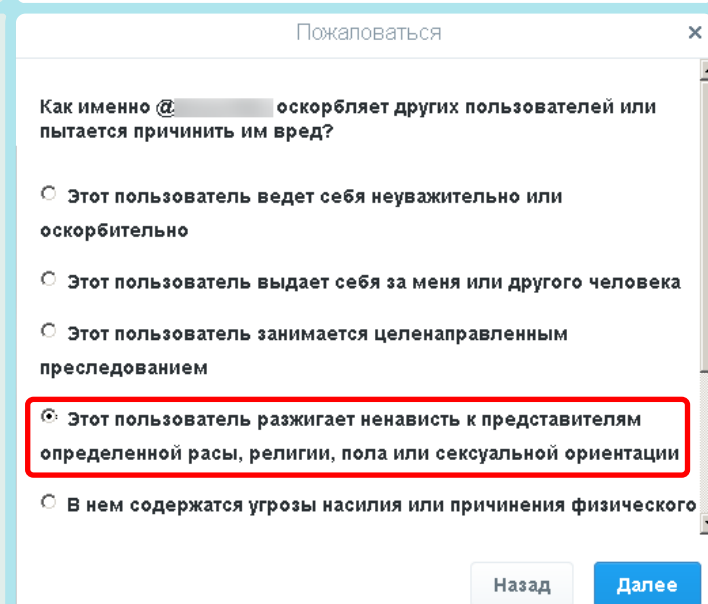 Пожаловаться
Как именно @ оскорбляет других пользователей или
пытается причинить им вред?
Этот пользователь ведет себя неуважительно или
оскорбительно
Этот пользователь выдает себя за меня или другого человека
Этот пользователь занимается целенаправленным
преследованием
Этот пользователь разжигает ненависть к представителям
определенной расы, религии, пола или сексуальной ориентации
В нем содержатся угрозы насилия или причинения физического
Назад Далее